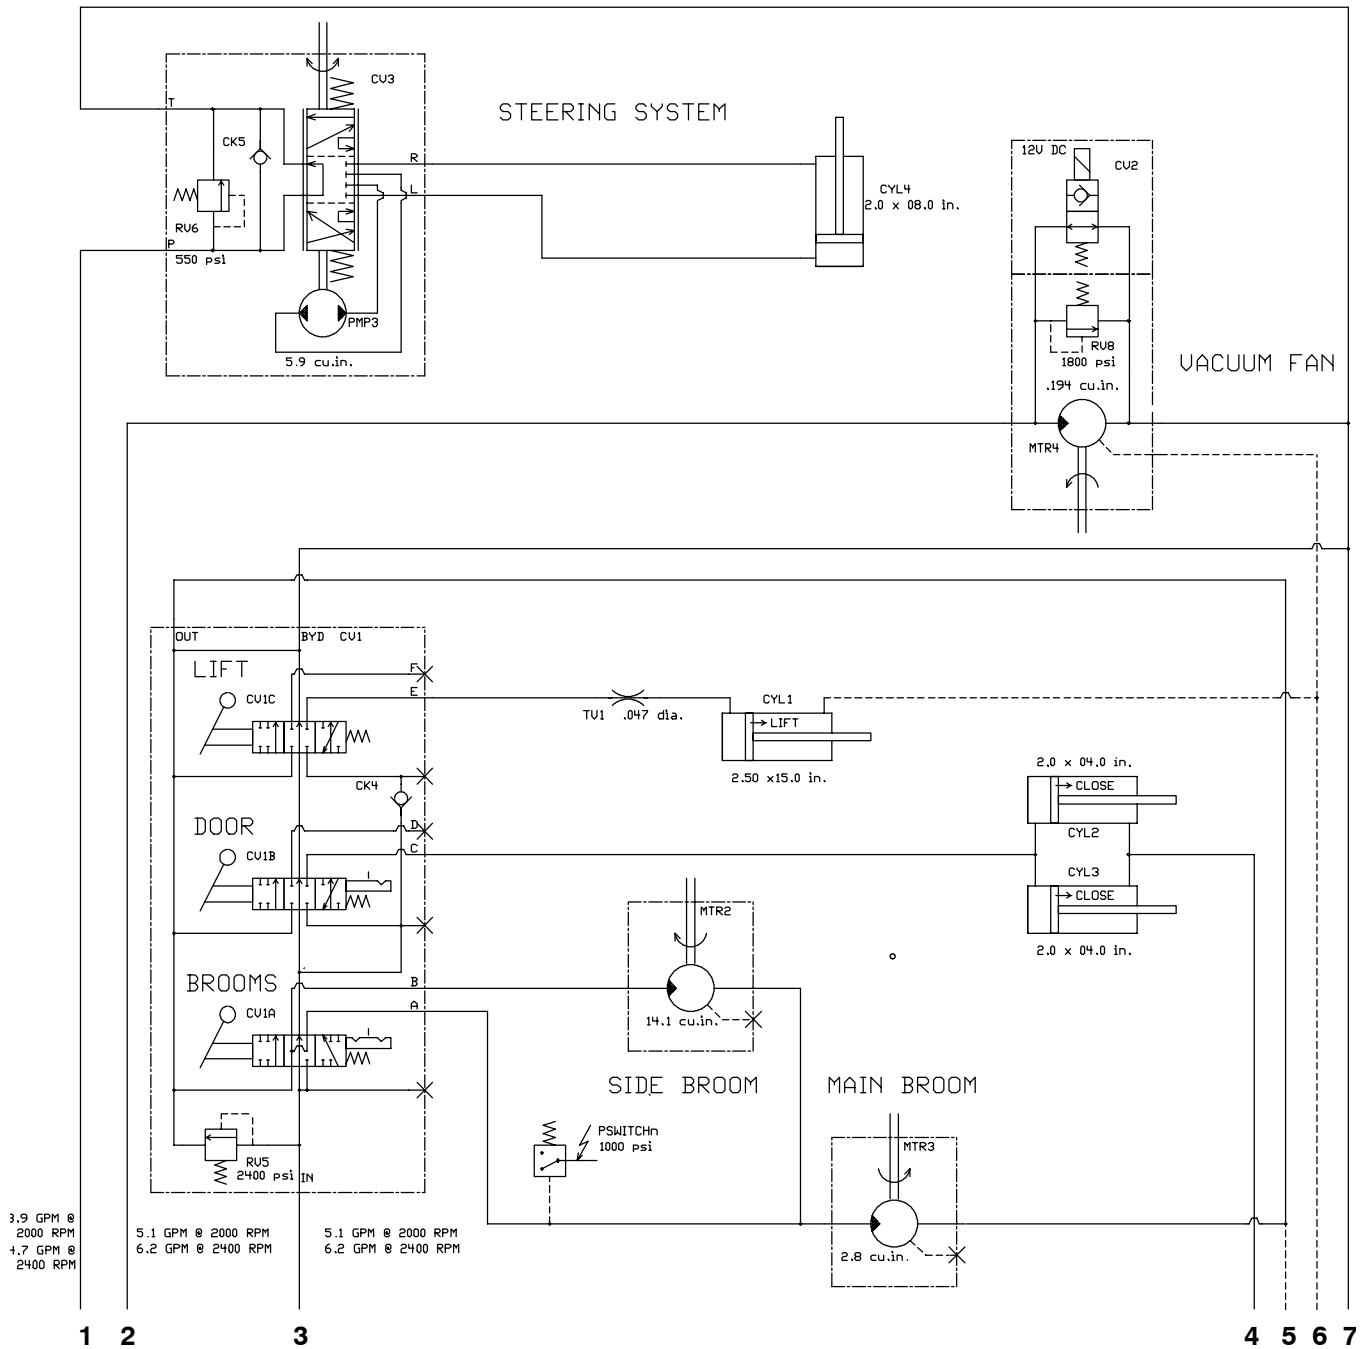 CV3
STEERING SYSTEM
T
CK5
R
L
RV6
P
550 psi
PMP3
5.9 cu.in.
CYL4
2.0 x 08.0 in.
12V DC
CV2
RV8
1800 psi
.194 cu.in.
VACUUM FAN
MTR4
OUT
BYD CV1
LIFT
F
E
CV1C
TV1 .047 dia.
CYL1
LIFT
2.50 x15.0 in.
CK4
DOOR
D
C
CV1B
2.0 x 04.0 in.
CLOSE
CYL2
CYL3
CLOSE
2.0 x 04.0 in.
MTR2
BROOMS
B
A
CV1A
14.1 cu.in.
SIDE BROOM
MAIN BROOM
PSWITCHn
1000 psi
MTR3
RV5
2400 psi IN
2.8 cu.in.
3.9 GPM @
2000 RPM
4.7 GPM @
2400 RPM
5.1 GPM @ 2000 RPM
6.2 GPM @ 2400 RPM
5.1 GPM @ 2000 RPM
6.2 GPM @ 2400 RPM
1 2 3 4 5 6 7